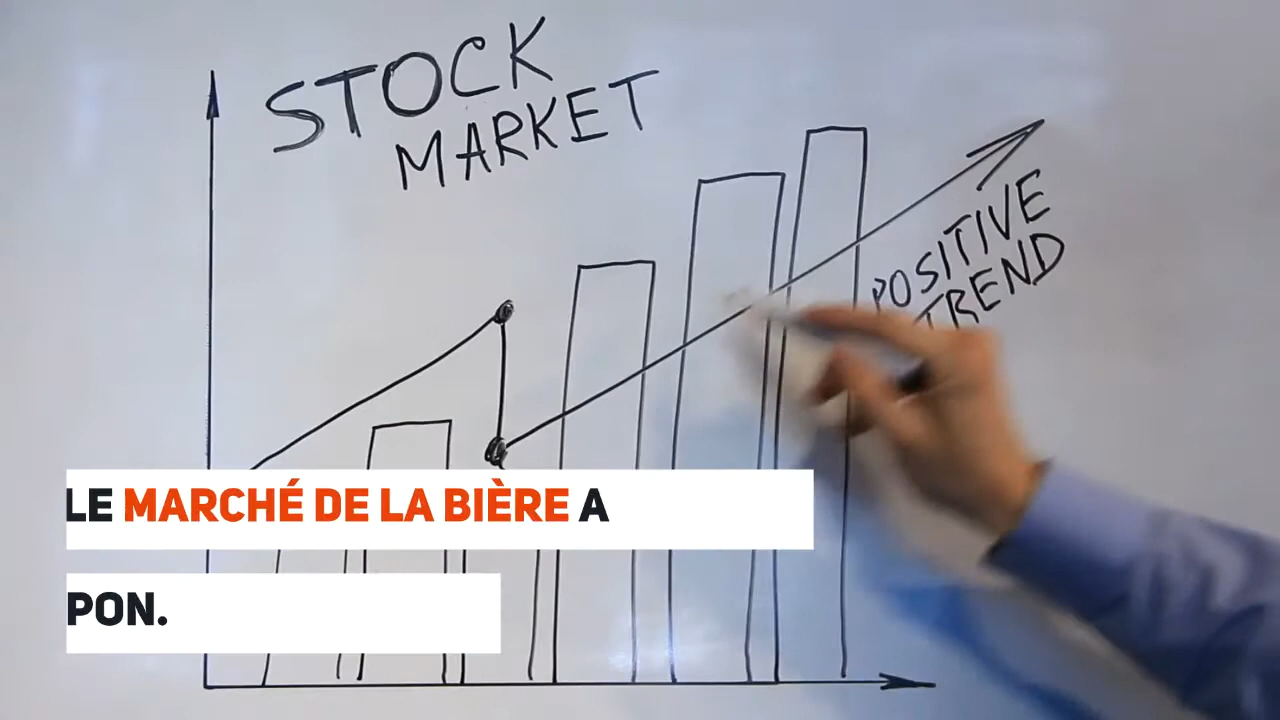 STOCK
MARKET
POSITIVE
TREND
LE MARCHÉ DE LA BIÈRE A
PON.